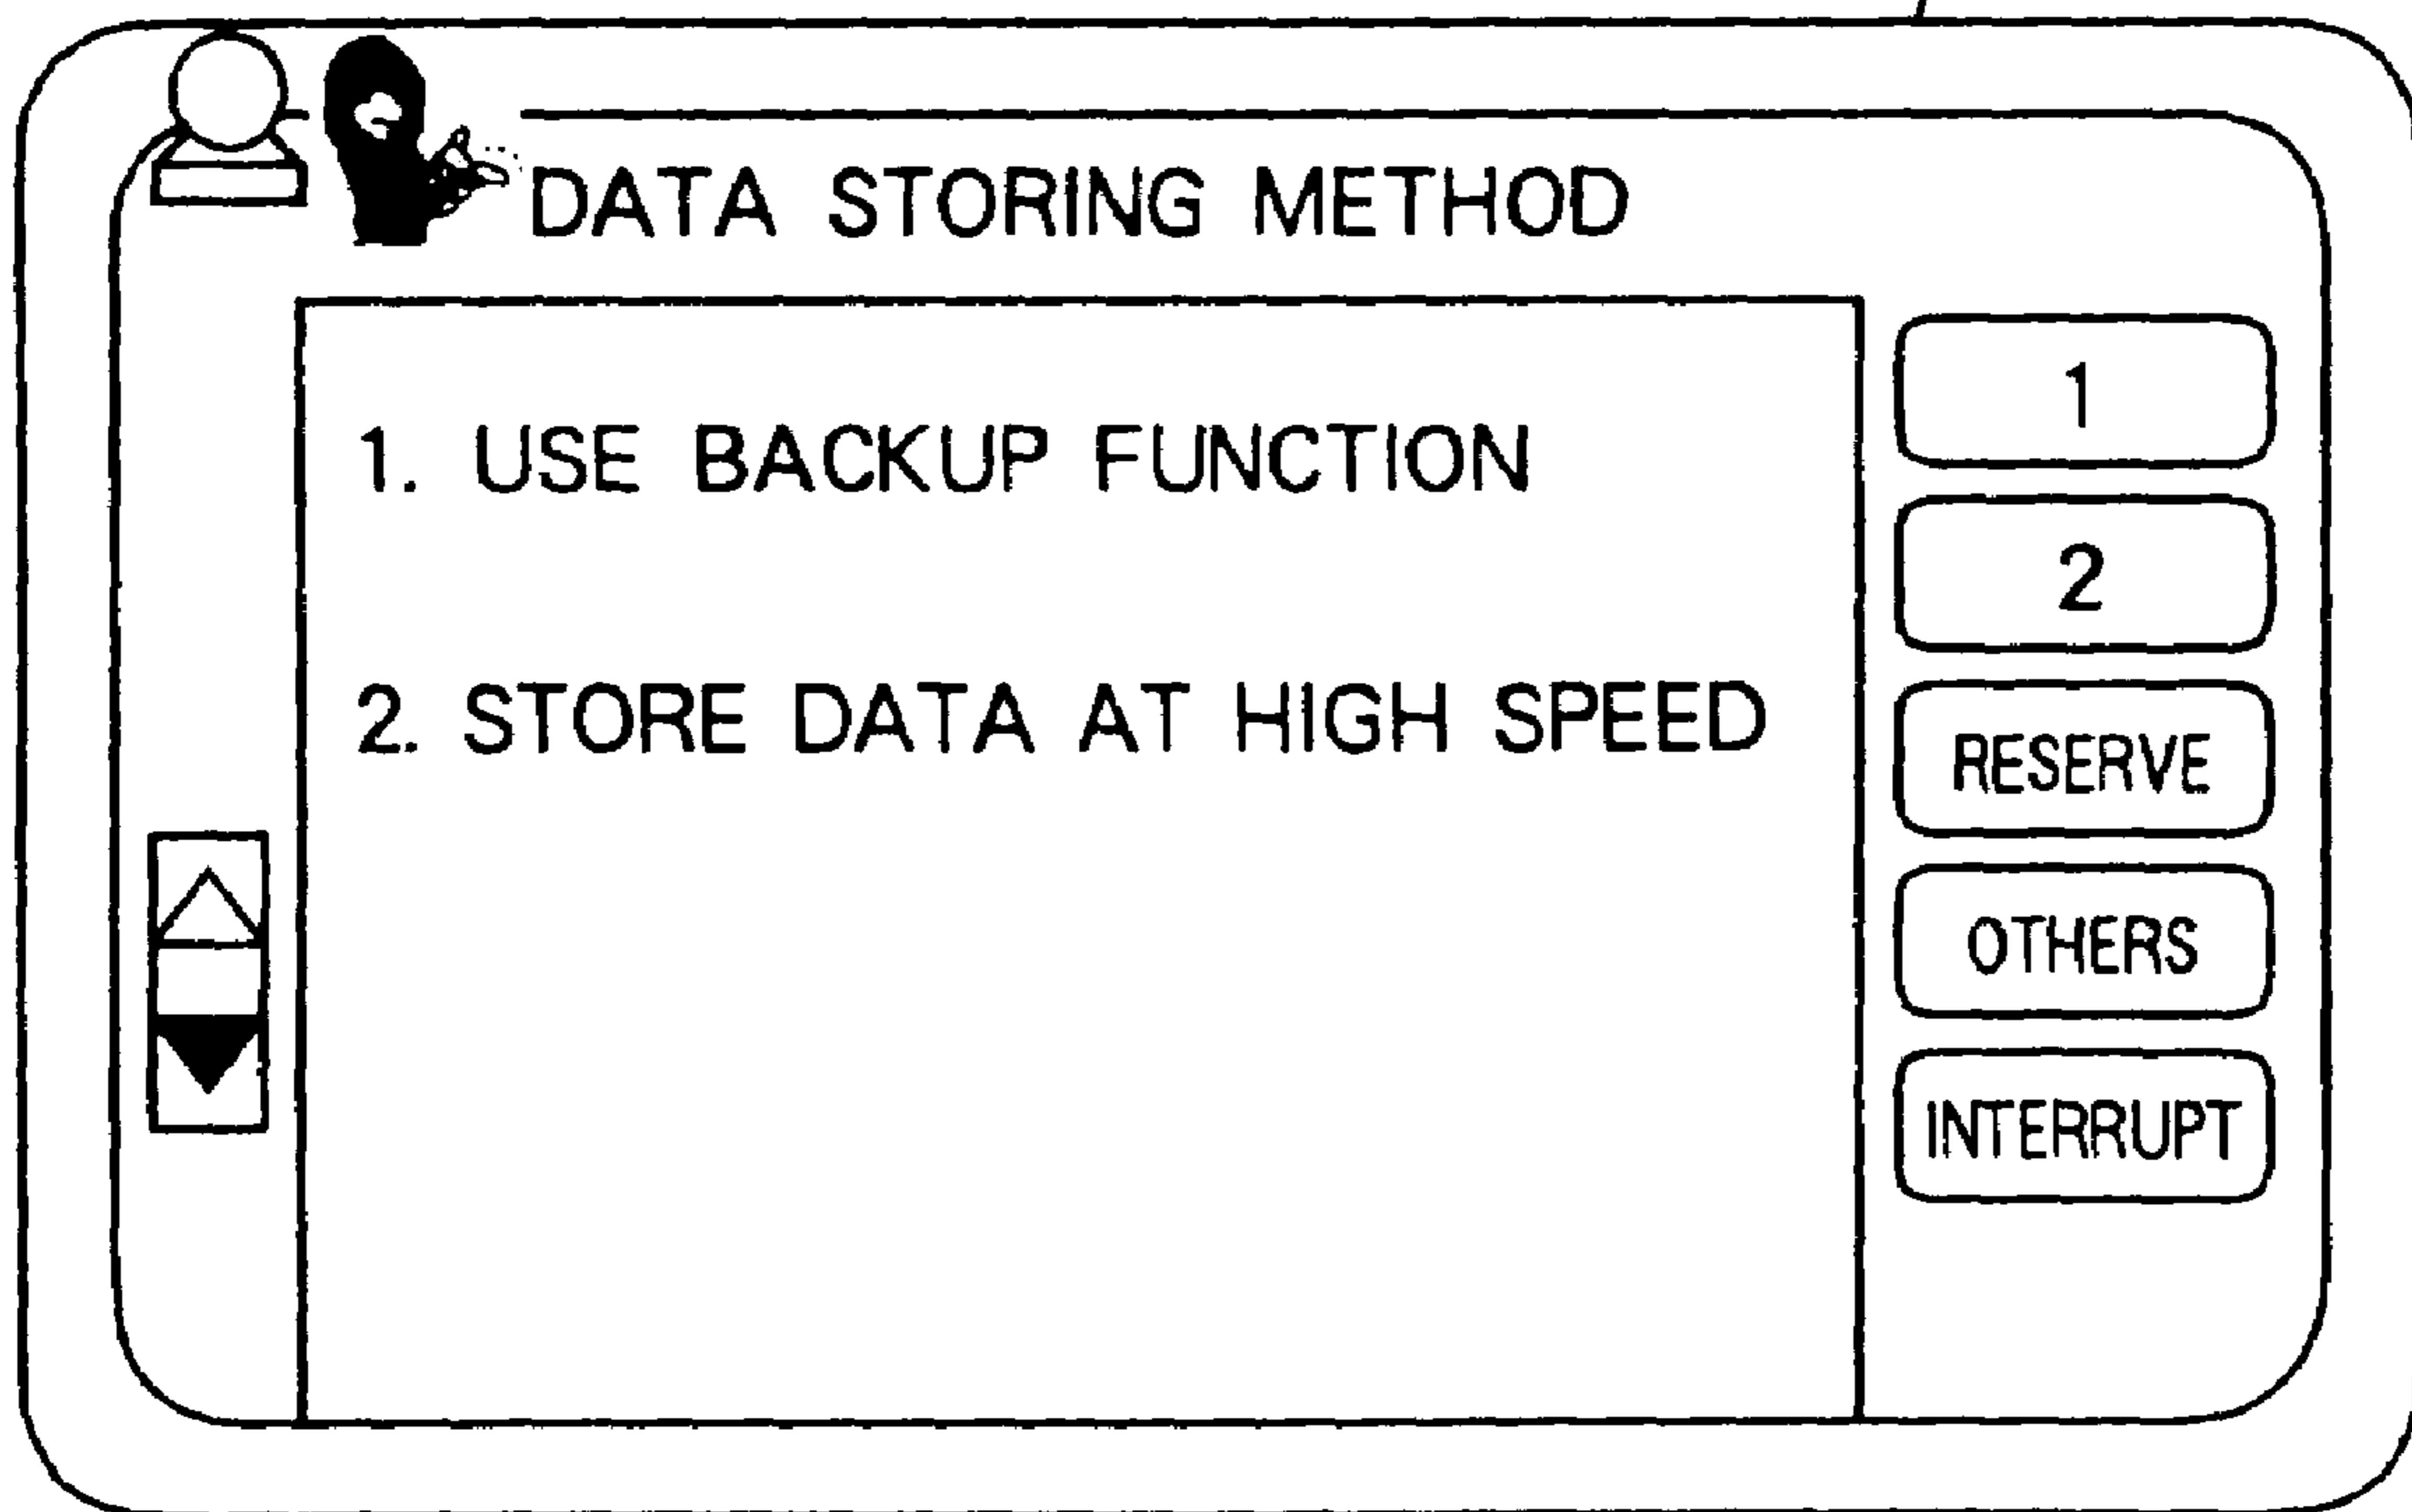 DATA STORING METHOD
1. USE BACKUP FUNCTION
2. STORE DATA AT HIGH SPEED
1
2
RESERVE
OTHERS
INTERRUPT